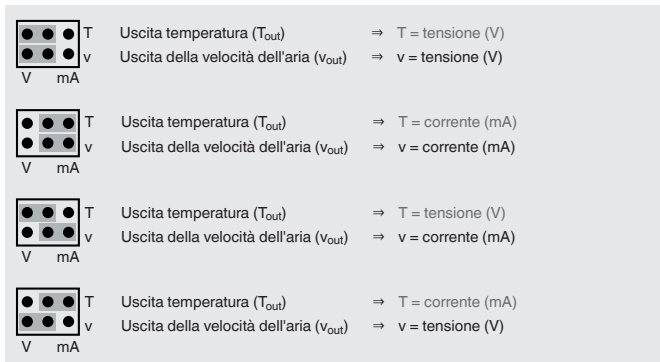 T Uscita temperatura (Tout) ⇒ T = tensione (V)
v Uscita della velocità dell'aria (vout) ⇒ v = tensione (V)
V mA
T Uscita temperatura (Tout) ⇒ T = corrente (mA)
v Uscita della velocità dell'aria (vout) ⇒ v = corrente (mA)
V mA
T Uscita temperatura (Tout) ⇒ T = tensione (V)
v Uscita della velocità dell'aria (vout) ⇒ v = corrente (mA)
V mA
T Uscita temperatura (Tout) ⇒ T = corrente (mA)
v Uscita della velocità dell'aria (vout) ⇒ v = tensione (V)
V mA